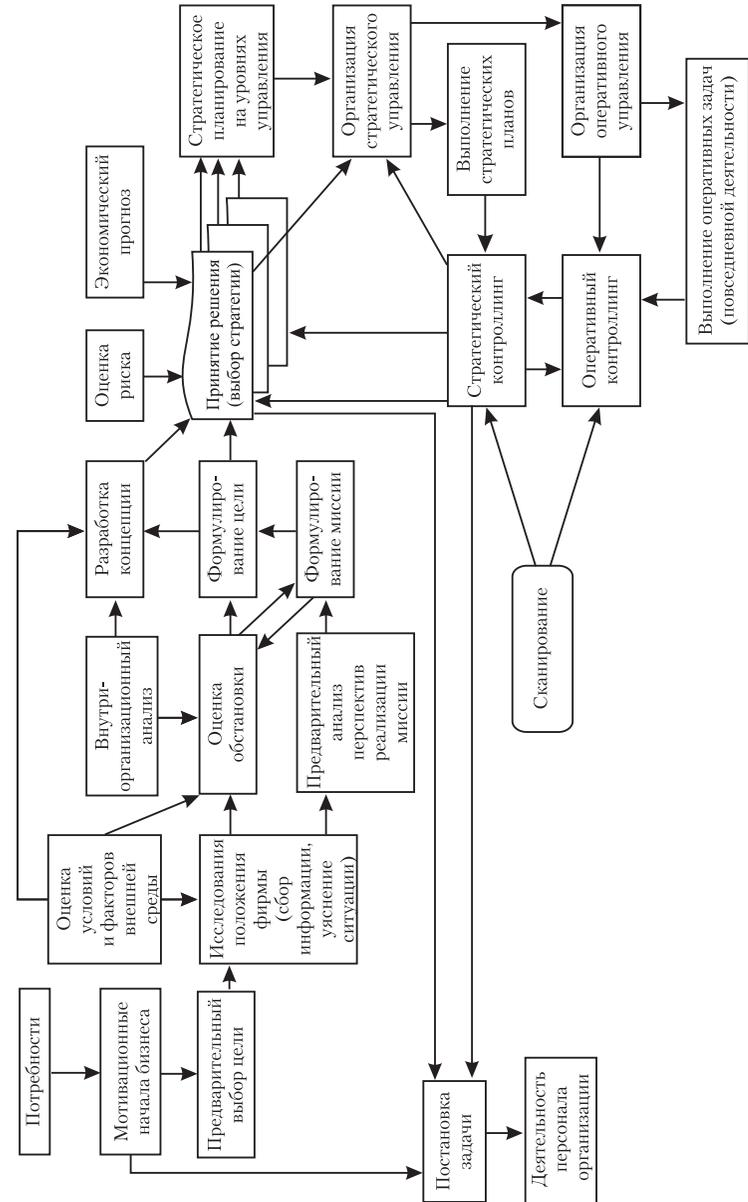 Потребности
Мотивационные
начала бизнеса
Предварительный
выбор цели
Оценка
условий
и факторов
внешней
среды
Исследования
положения
фирмы
(сбор
информации,
уяснение
ситуации)
Внутри-
организационный
анализ
Оценка
обстановки
Предварительный
анализ
перспектив
реализации
миссии
Разработка
концепции
Формулиро-
вание цели
Формулиро-
вание миссии
Оценка
риска
Экономический
прогноз
Принятие решения
(выбор стратегии)
Стратегическое
планирование
на уровнях
управления
Организация
стратегического
управления
Выполнение
стратегических
планов
Организация
оперативного
управления
Стратегический
контроллинг
Оперативный
контроллинг
Выполнение оперативных задач
(повседневной деятельности)
Сканирование
Постановка
задачи
Деятельность
персонала
организации